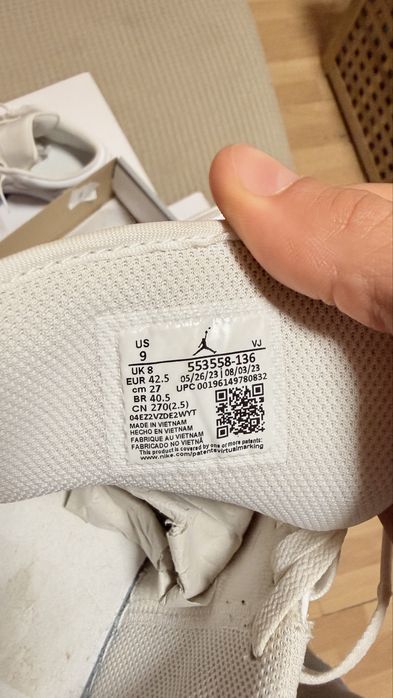 US
9
VJ
UK 8
EUR 42.5
cm 27
BR 40.5
CN 270(2.5)
553558-136
05/26/23 | 08/03/23
UPC 00196149780832
04EZ2VZDE2WYT
MADE IN VIETNAM
HECHO EN VIETNAM
FABRIQUE AU VIETNAM
FABRICADO NO VIETNÃ
This product is covered by one or more patents:
www.nike.com/patentsvirtualmarking